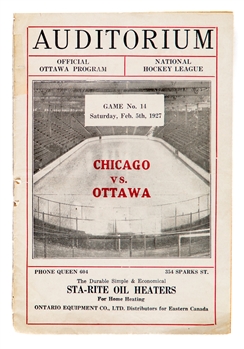 AUDITORIUM
OFFICIAL
OTTAWA PROGRAM
NATIONAL
HOCKEY LEAGUE
GAME No. 14
Saturday, Feb. 5th, 1927
CHICAGO
VS.
OTTAWA
PHONE QUEEN 604
354 SPARKS ST.
The Durable Simple & Economical
STA-RITE OIL HEATERS
For Home Heating
ONTARIO EQUIPMENT CO., LTD. Distributors for Eastern Canada